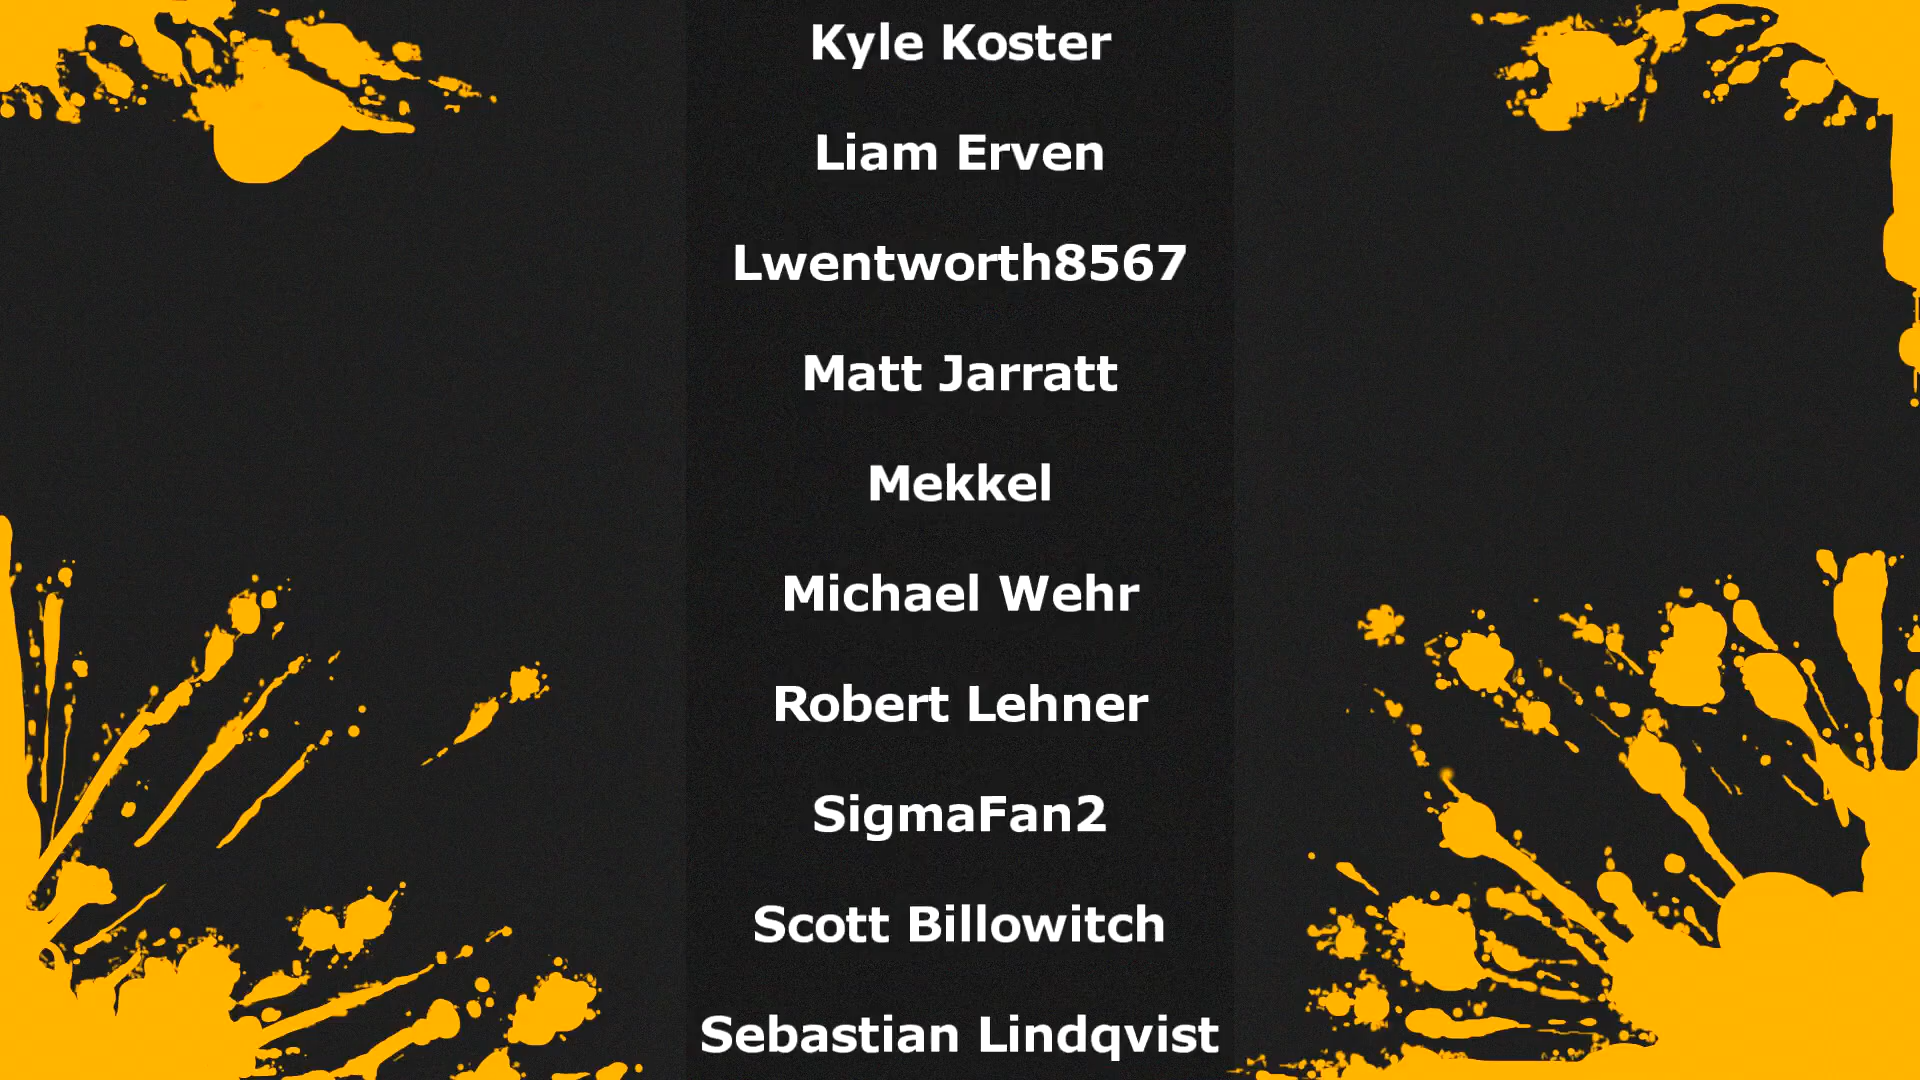 Kyle Koster
Liam Erven
Lwentworth8567
Matt Jarratt
Mekkel
Michael Wehr
Robert Lehner
SigmaFan2
Scott Billowitch
Sebastian Lindqvist